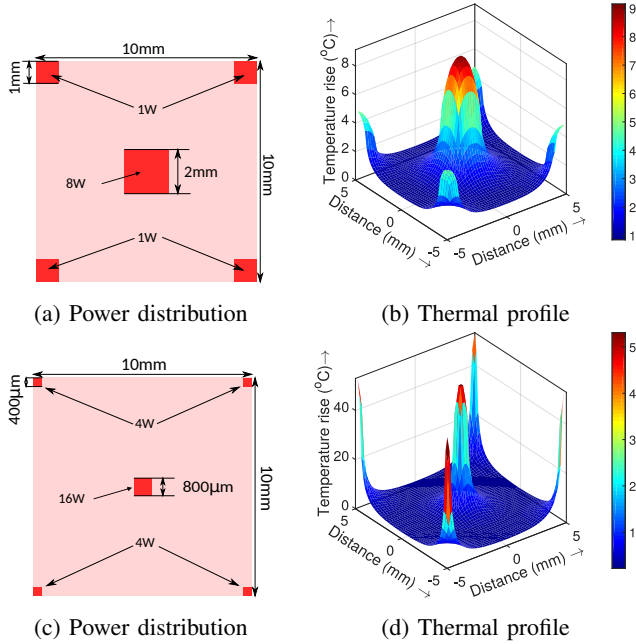 10mm
1mm
1W
8W
2mm
10mm
1W
(a) Power distribution
Temperature rise (°C)→
8
6
4
2
0
5
0
-5
Distance (mm) →
-5
0
5
Distance (mm) →
9
8
7
6
5
4
3
2
1
(b) Thermal profile
10mm
400µm
4W
16W
800µm
10mm
4W
(c) Power distribution
Temperature rise (°C)→
40
20
0
5
0
-5
Distance (mm) →
-5
0
5
Distance (mm) →
5
4
3
2
1
(d) Thermal profile